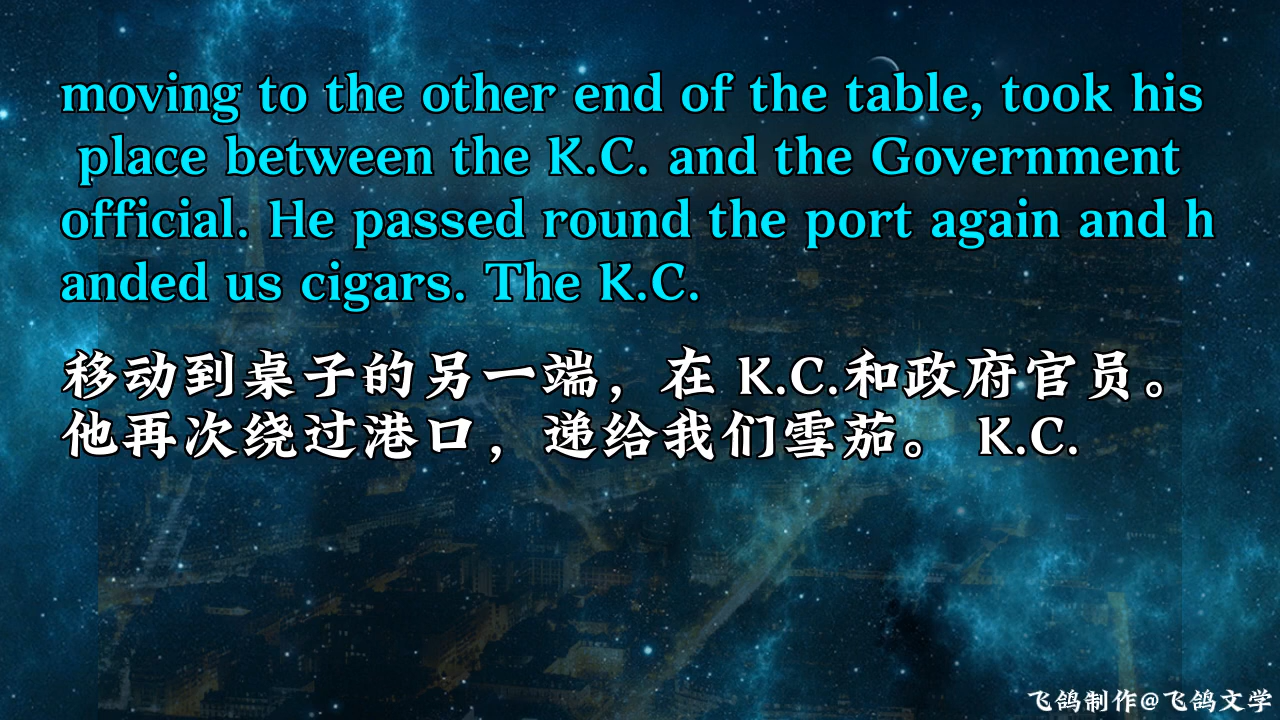 moving to the other end of the table, took his
place between the K.C. and the Government
official. He passed round the port again and h
anded us cigars. The K.C.
移动到桌子的另一端，在 K.C.和政府官员。
他再次绕过港口，递给我们雪茄。 K.C.
飞鸽制作@飞鸽文学